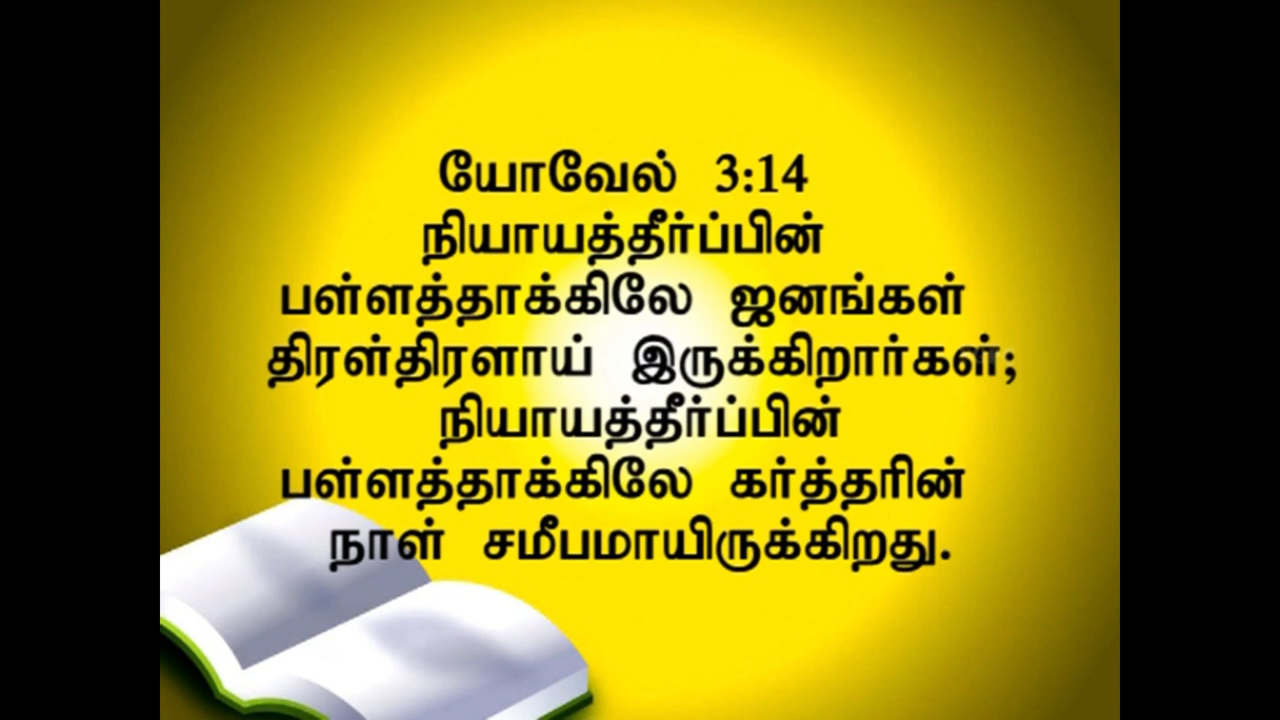 யோவேல் 3:14
நியாயத்தீர்ப்பின்
பள்ளத்தாக்கிலே ஜனங்கள்
திரள்திரளாய் இருக்கிறார்கள்;
நியாயத்தீர்ப்பின்
பள்ளத்தாக்கிலே கர்த்தரின்
நாள் சமீபமாயிருக்கிறது.